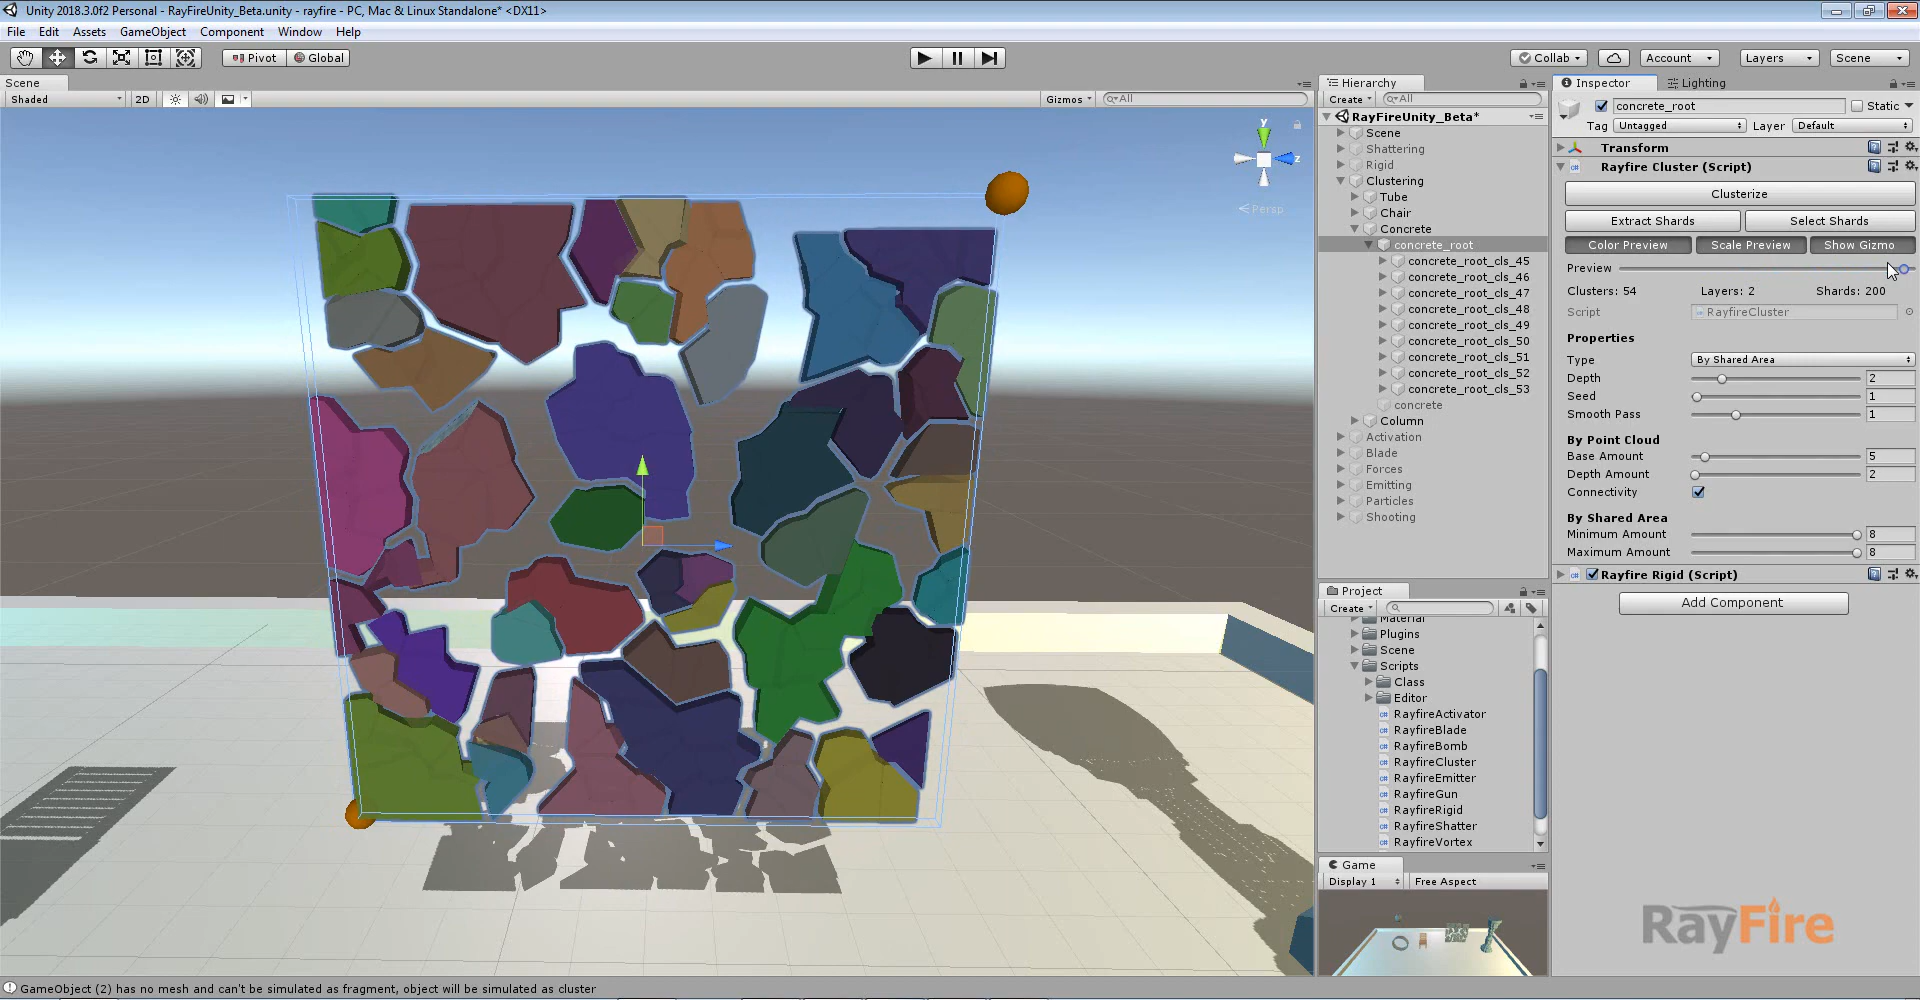 Unity 2018.3.0f2 Personal - RayFireUnity_Beta.unity - rayfire - PC, Mac & Linux Standalone* <DX11>
File Edit Assets GameObject Component Window Help
Pivot Global Collab Account Layers Scene
Scene
Shaded 2D Gizmos All
y
z
Persp
Hierarchy
Create All
RayFireUnity_Beta*
Scene
Shattering
Rigid
Clustering
Tube
Chair
Concrete
concrete_root
concrete_root_cls_45
concrete_root_cls_46
concrete_root_cls_47
concrete_root_cls_48
concrete_root_cls_49
concrete_root_cls_50
concrete_root_cls_51
concrete_root_cls_52
concrete_root_cls_53
concrete
Column
Activation
Blade
Forces
Emitting
Particles
Shooting
Project
Create
Material
Plugins
Scene
Scripts
Class
Editor
RayfireActivator
RayfireBlade
RayfireBomb
RayfireCluster
RayfireEmitter
RayfireGun
RayfireRigid
RayfireShatter
RayfireVortex
Game
Display 1 Free Aspect
Inspector Lighting
concrete_root Static
Tag Untagged Layer Default
Transform
Rayfire Cluster (Script)
Clusterize
Extract Shards Select Shards
Color Preview Scale Preview Show Gizmo
Preview
Clusters: 54 Layers: 2 Shards: 200
Script RayfireCluster
Properties
Type By Shared Area
Depth 2
Seed 1
Smooth Pass 1
By Point Cloud
Base Amount 5
Depth Amount 2
Connectivity
By Shared Area
Minimum Amount 8
Maximum Amount 8
Rayfire Rigid (Script)
Add Component
RayFire
GameObject (2) has no mesh and can't be simulated as fragment, object will be simulated as cluster